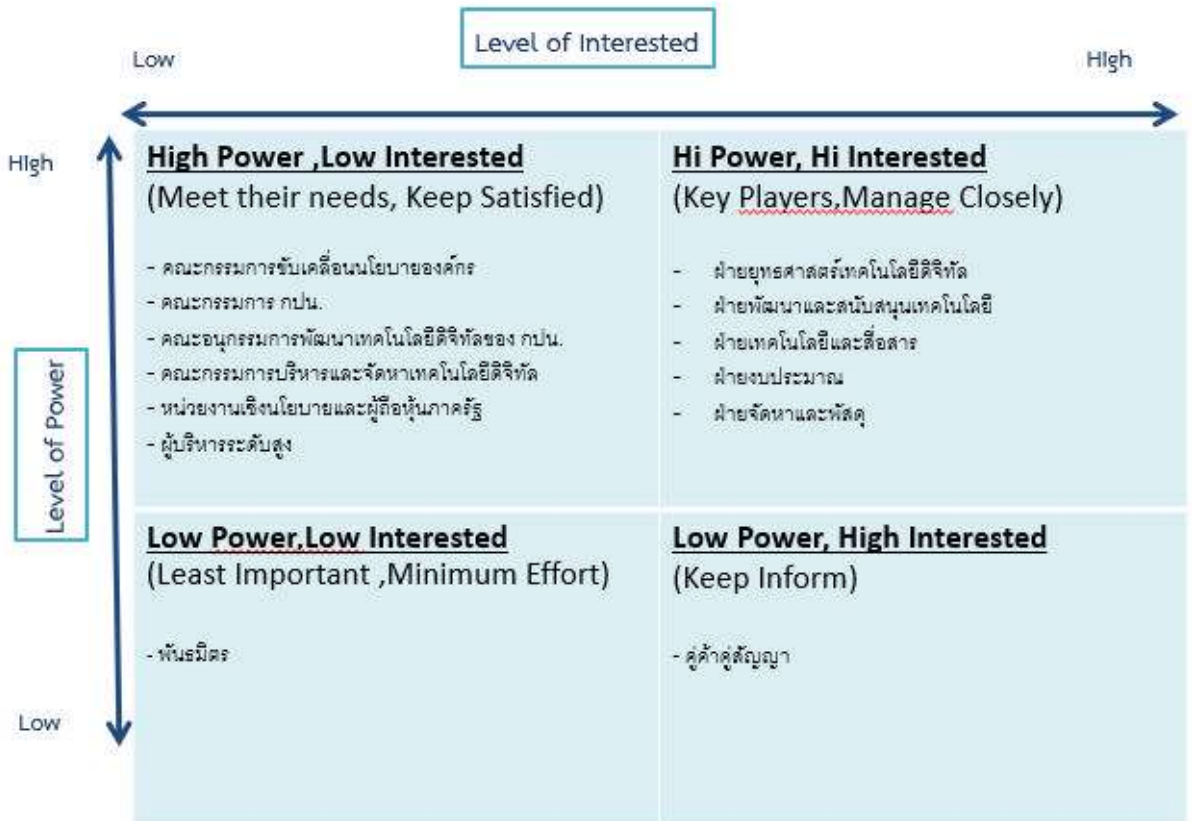 Level of Interested
Low
High
High
Level of Power
Low
High Power ,Low Interested
(Meet their needs, Keep Satisfied)
- คณะกรรมการขับเคลื่อนนโยบายองค์กร
- คณะกรรมการ กปน.
- คณะอนุกรรมการพัฒนาเทคโนโลยีดิจิทัลของ กปน.
- คณะกรรมการบริหารและจัดหาเทคโนโลยีดิจิทัล
- หน่วยงานเชิงนโยบายและผู้ถือหุ้นภาครัฐ
- ผู้บริหารระดับสูง
Hi Power, Hi Interested
(Key Players,Manage Closely)
- ฝ่ายยุทธศาสตร์เทคโนโลยีดิจิทัล
- ฝ่ายพัฒนาและสนับสนุนเทคโนโลยี
- ฝ่ายเทคโนโลยีและสื่อสาร
- ฝ่ายงบประมาณ
- ฝ่ายจัดหาและพัสดุ
Low Power,Low Interested
(Least Important ,Minimum Effort)
- พันธมิตร
Low Power, High Interested
(Keep Inform)
- คู่ค้าคู่สัญญา